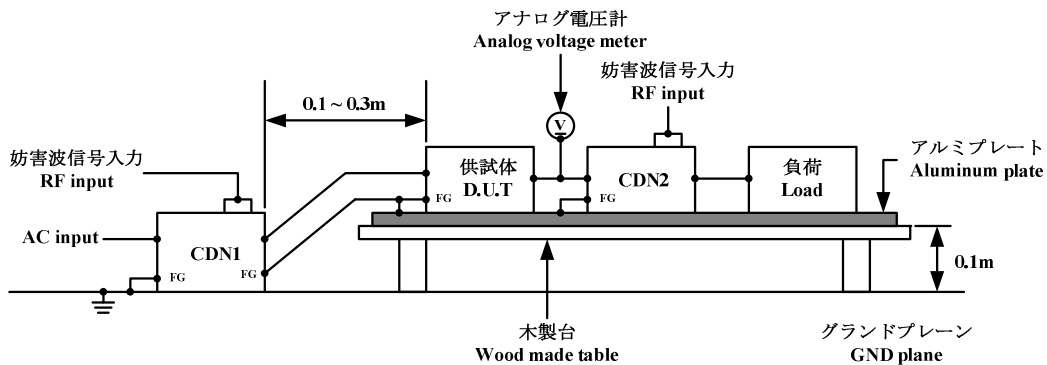 アナログ電圧計
Analog voltage meter
妨害波信号入力
RF input
0.1 ~ 0.3m
V
妨害波信号入力
RF input
供試体
D.U.T
FG
CDN2
FG
負荷
Load
アルミプレート
Aluminum plate
AC input
CDN1
FG
FG
0.1m
木製台
Wood made table
グランドプレーン
GND plane